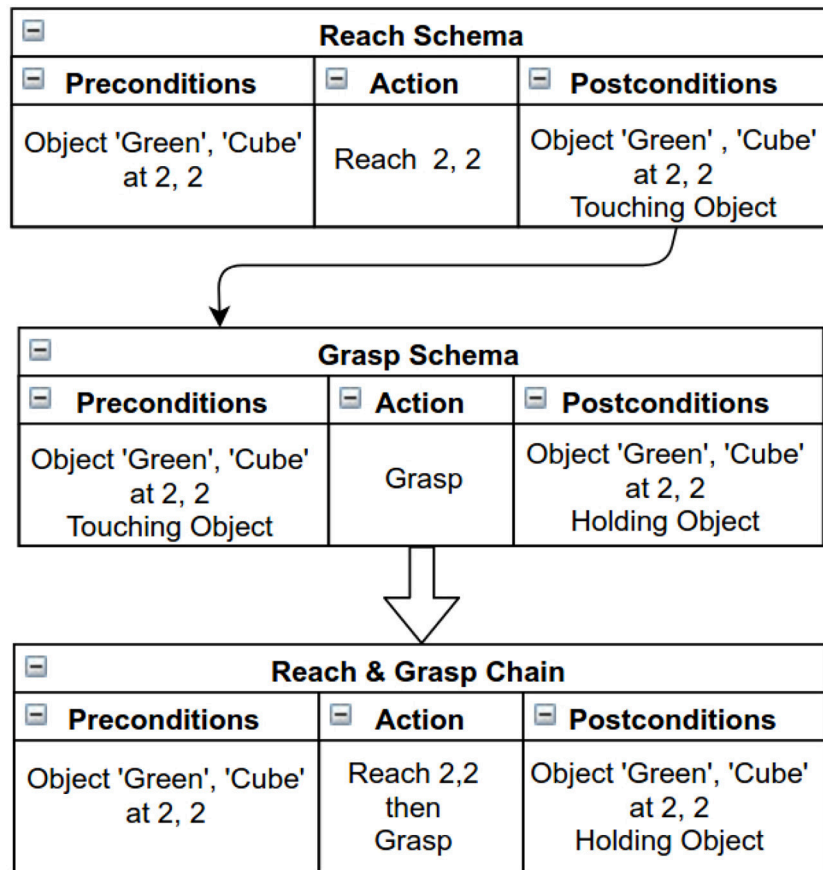 Reach Schema
Preconditions
Action
Postconditions
Object 'Green', 'Cube'
at 2, 2
Reach 2, 2
Object 'Green' , 'Cube'
at 2, 2
Touching Object
Grasp Schema
Preconditions
Action
Postconditions
Object 'Green', 'Cube'
at 2, 2
Touching Object
Grasp
Object 'Green', 'Cube'
at 2, 2
Holding Object
Reach & Grasp Chain
Preconditions
Action
Postconditions
Object 'Green', 'Cube'
at 2, 2
Reach 2,2
then
Grasp
Object 'Green', 'Cube'
at 2, 2
Holding Object